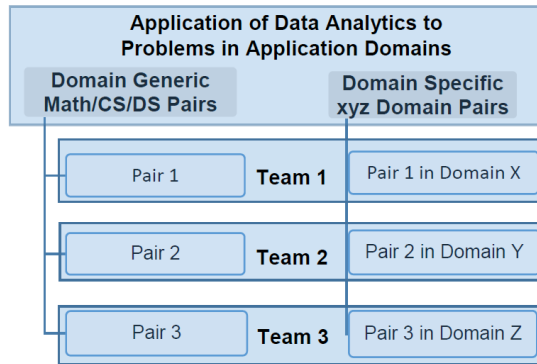 Application of Data Analytics to
Problems in Application Domains
Domain Generic
Math/CS/DS Pairs
Domain Specific
xyz Domain Pairs
Pair 1
Team 1
Pair 1 in Domain X
Pair 2
Team 2
Pair 2 in Domain Y
Pair 3
Team 3
Pair 3 in Domain Z